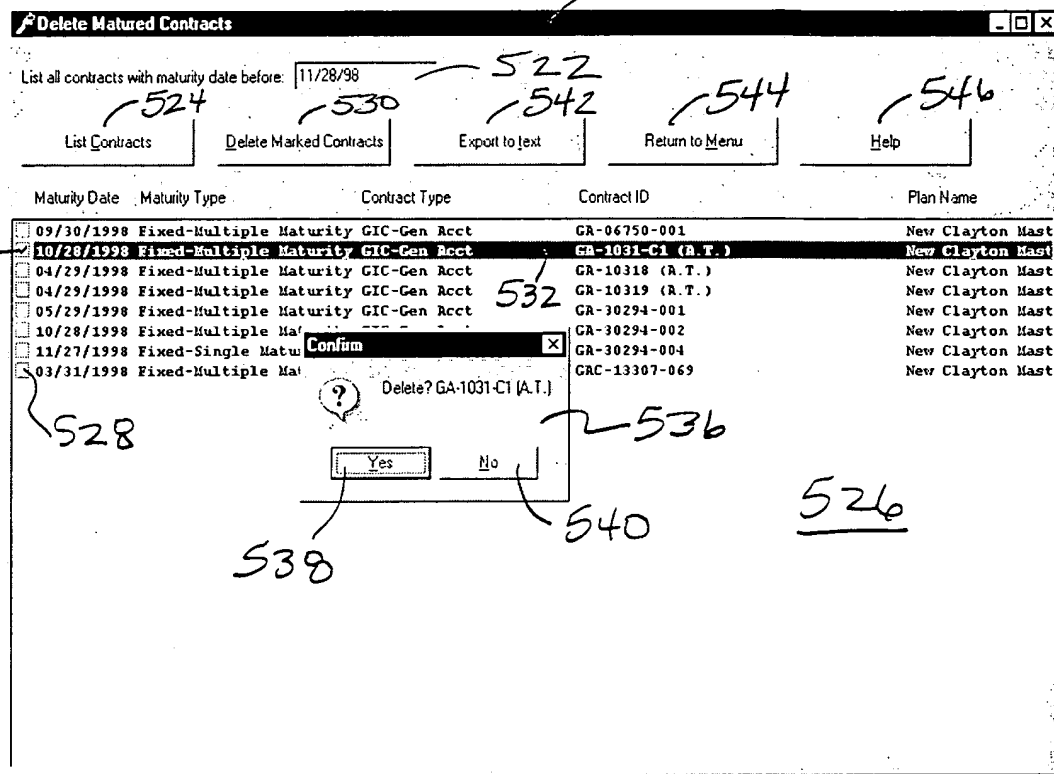 Delete Matured Contracts
List all contracts with maturity date before: 11/28/98 522
524 530 542 544 546
List Contracts Delete Marked Contracts Export to text Return to Menu Help
Maturity Date Maturity Type Contract Type Contract ID Plan Name
09/30/1998 Fixed-Multiple Maturity GIC-Gen Acct GA-06750-001 New Clayton Mast
10/28/1998 Fixed-Multiple Maturity GIC-Gen Acct GA-1031-C1 (A.T.) New Clayton Mast
04/29/1998 Fixed-Multiple Maturity GIC-Gen Acct GA-10318 (A.T.) New Clayton Mast
04/29/1998 Fixed-Multiple Maturity GIC-Gen Acct 532 GA-10319 (A.T.) New Clayton Mast
05/29/1998 Fixed-Multiple Maturity GIC-Gen Acct GA-30294-001 New Clayton Mast
10/28/1998 Fixed-Multiple GA-30294-002 New Clayton Mast
11/27/1998 Fixed-Single Matu Confirm GA-30294-004 New Clayton Mast
03/31/1998 Fixed-Multiple Mat GAC-13307-069 New Clayton Mast
Delete? GA-1031-C1 (A.T.)
528 536
Yes No
526
540
538